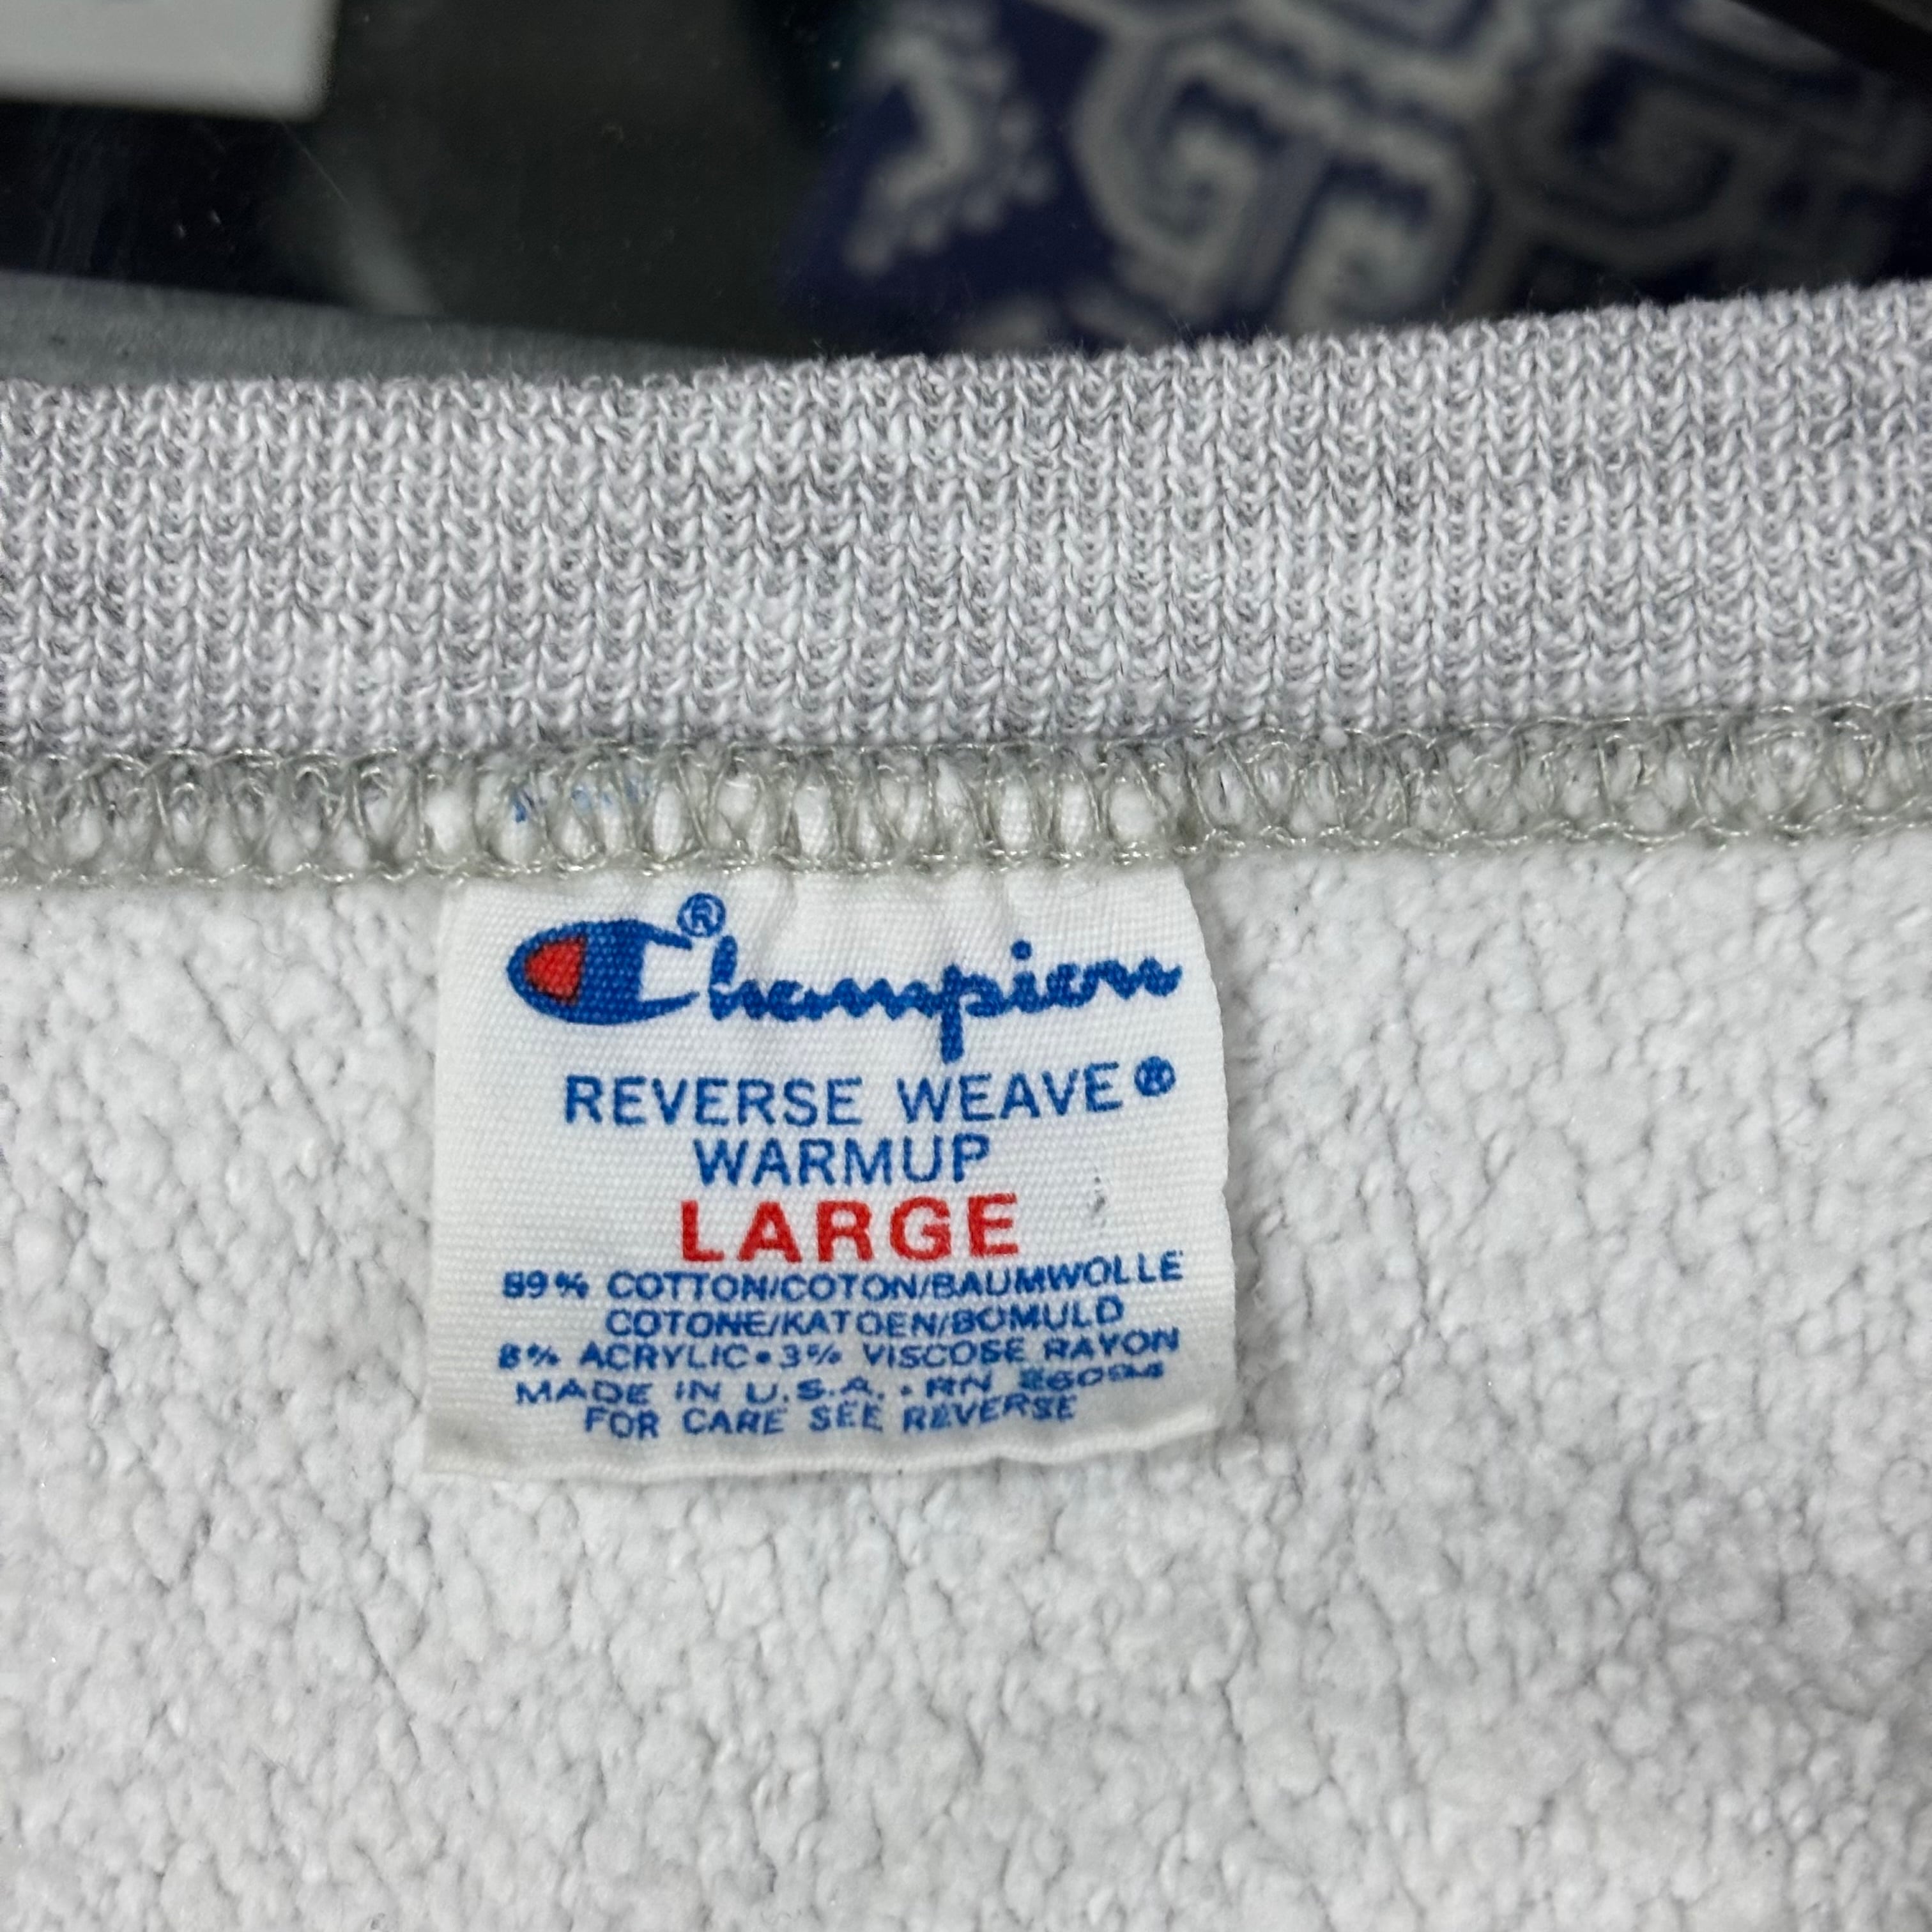 Champion®
REVERSE WEAVE®
WARMUP
LARGE
89% COTTON/COTON/BAUMWOLLE
COTONE/KATOEN/BOMULD
8% ACRYLIC • 3% VISCOSE RAYON
MADE IN U.S.A. • RN 26094
FOR CARE SEE REVERSE